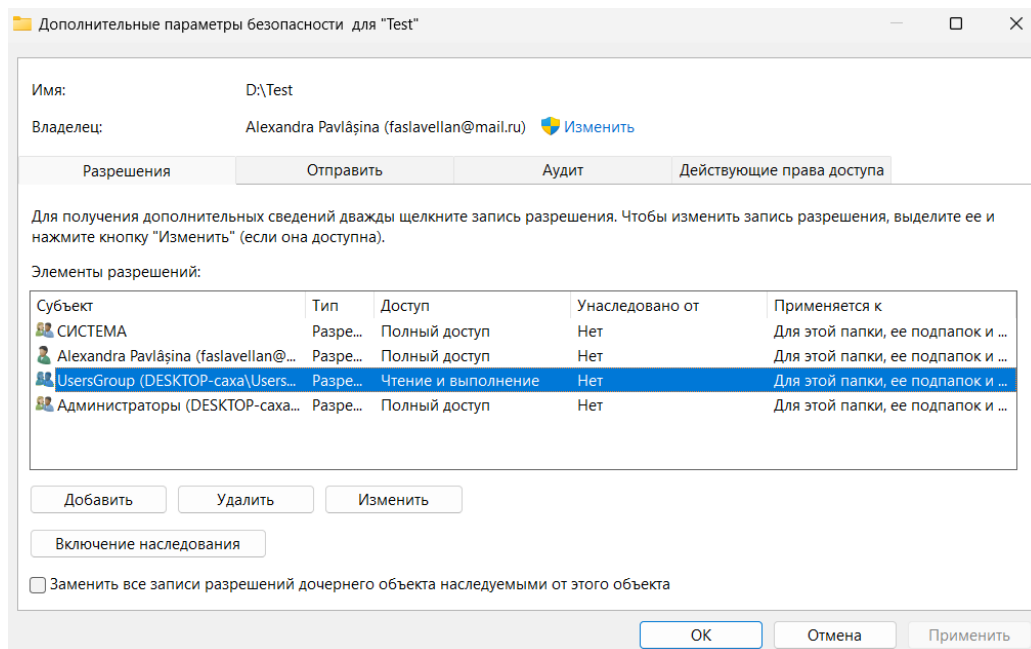 Дополнительные параметры безопасности для "Test"
Имя: D:\Test
Владелец: Alexandra Pavlâșina (faslavellan@mail.ru) Изменить
Разрешения Отправить Аудит Действующие права доступа
Для получения дополнительных сведений дважды щелкните запись разрешения. Чтобы изменить запись разрешения, выделите ее и
нажмите кнопку "Изменить" (если она доступна).
Элементы разрешений:
Субъект Тип Доступ Унаследовано от Применяется к
СИСТЕМА Разре... Полный доступ Нет Для этой папки, ее подпапок и ...
Alexandra Pavlâșina (faslavellan@... Разре... Полный доступ Нет Для этой папки, ее подпапок и ...
UsersGroup (DESKTOP-caxa\Users... Разре... Чтение и выполнение Нет Для этой папки, ее подпапок и ...
Администраторы (DESKTOP-caxa... Разре... Полный доступ Нет Для этой папки, ее подпапок и ...
Добавить Удалить Изменить
Включение наследования
Заменить все записи разрешений дочернего объекта наследуемыми от этого объекта
ОК Отмена Применить